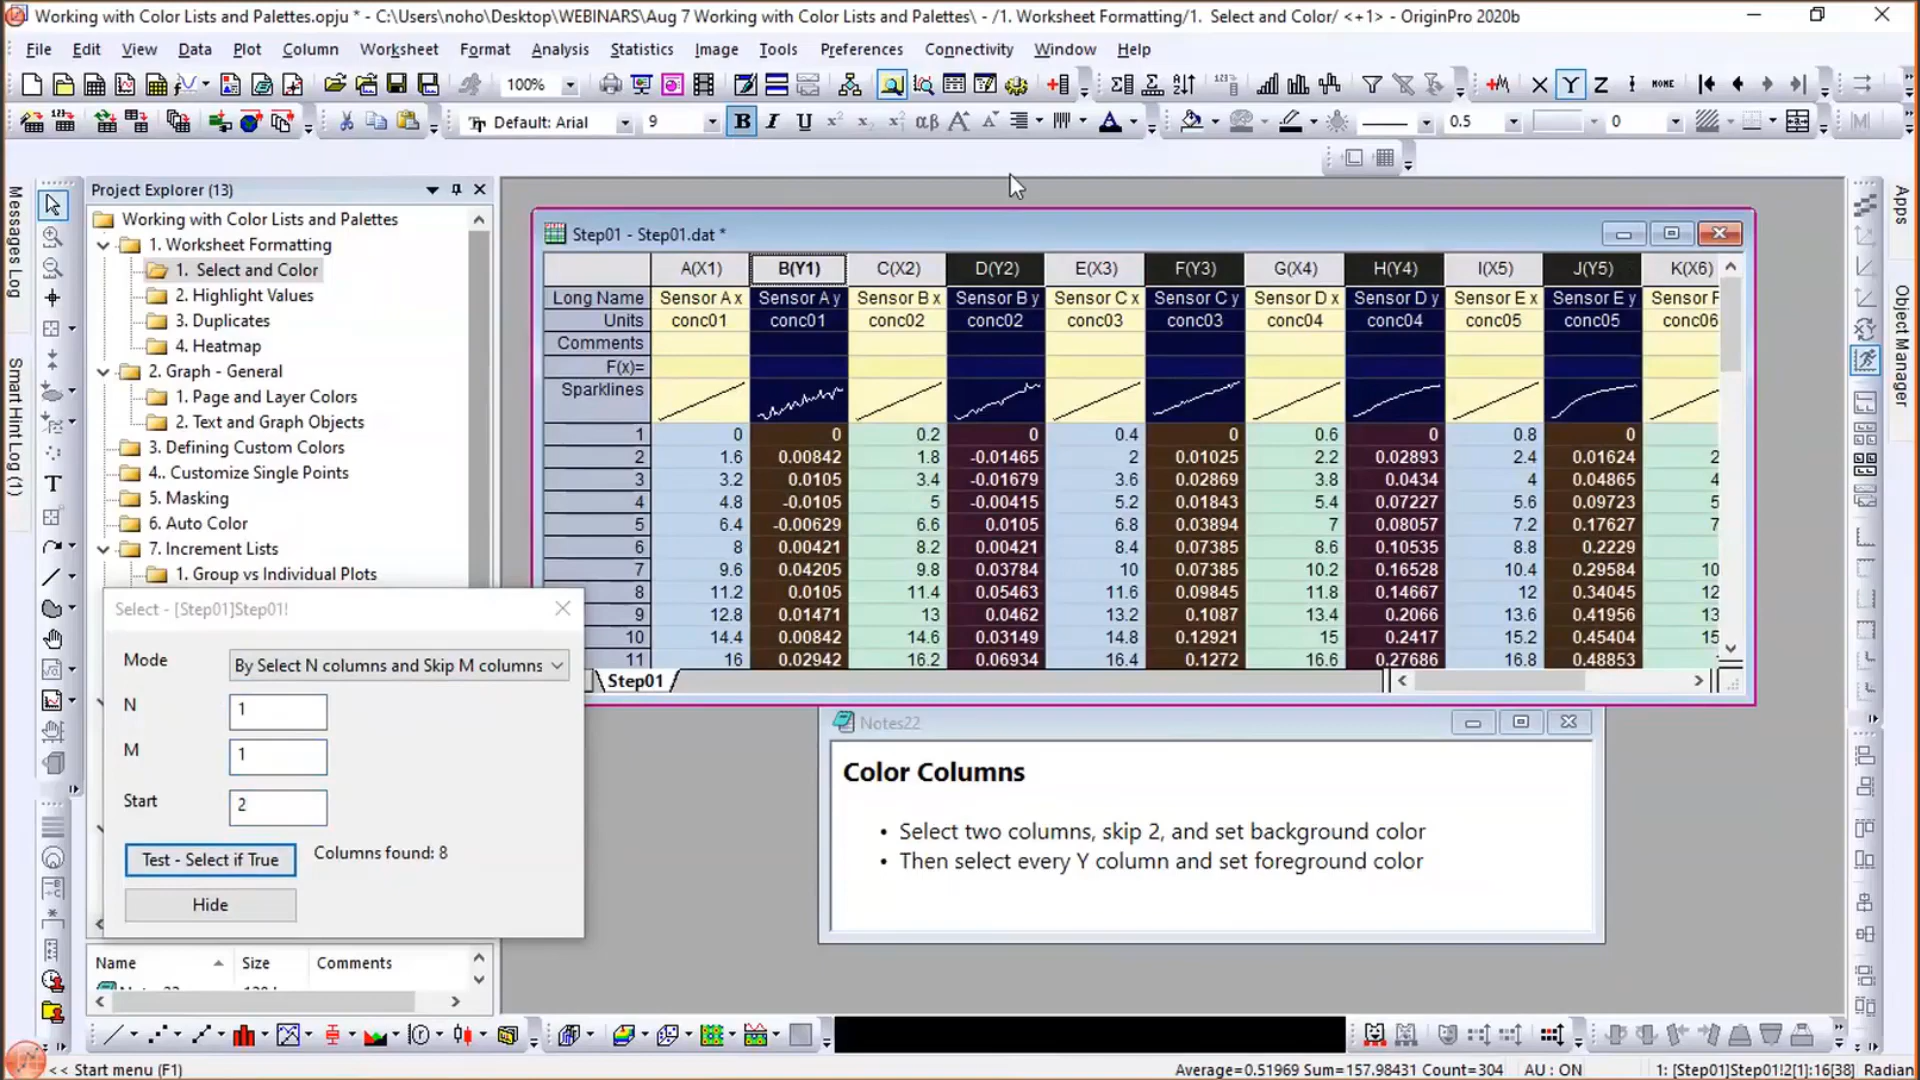 Working with Color Lists and Palettes.opju * - C:\Users\noho\Desktop\WEBINARS\Aug 7 Working with Color Lists and Palettes\ - /1. Worksheet Formatting/1.  Select and Color/ <+1> - OriginPro 2020b
File Edit View Data Plot Column Worksheet Format Analysis Statistics Image Tools Preferences Connectivity Window Help
100%
X Y Z HOME
Default: Arial 9 B I U αβ A A A 0.5 0
Messages Log
Smart Hint Log (1)
Project Explorer (13)
Working with Color Lists and Palettes
1. Worksheet Formatting
1.  Select and Color
2. Highlight Values
3. Duplicates
4. Heatmap
2. Graph - General
1. Page and Layer Colors
2. Text and Graph Objects
3. Defining Custom Colors
4.. Customize Single Points
5. Masking
6. Auto Color
7. Increment Lists
1. Group vs Individual Plots
Select - [Step01]Step01!
Mode By Select N columns and Skip M columns
N 1
M 1
Start 2
Test - Select if True Columns found: 8
Hide
Name Size Comments
Step01 - Step01.dat *
A(X1) B(Y1) C(X2) D(Y2) E(X3) F(Y3) G(X4) H(Y4) I(X5) J(Y5) K(X6)
Long Name Sensor A x Sensor A y Sensor B x Sensor B y Sensor C x Sensor C y Sensor D x Sensor D y Sensor E x Sensor E y Sensor F
Units conc01 conc01 conc02 conc02 conc03 conc03 conc04 conc04 conc05 conc05 conc06
Comments
F(x)=
Sparklines
1 0 0 0.2 0 0.4 0 0.6 0 0.8 0
2 1.6 0.00842 1.8 -0.01465 2 0.01025 2.2 0.02893 2.4 0.01624 2
3 3.2 0.0105 3.4 -0.01679 3.6 0.02869 3.8 0.0434 4 0.04865 4
4 4.8 -0.0105 5 -0.00415 5.2 0.01843 5.4 0.07227 5.6 0.09723 5
5 6.4 -0.00629 6.6 0.0105 6.8 0.03894 7 0.08057 7.2 0.17627 7
6 8 0.00421 8.2 0.00421 8.4 0.07385 8.6 0.10535 8.8 0.2229
7 9.6 0.04205 9.8 0.03784 10 0.07385 10.2 0.16528 10.4 0.29584 10
8 11.2 0.0105 11.4 0.05463 11.6 0.09845 11.8 0.14667 12 0.34045 12
9 12.8 0.01471 13 0.0462 13.2 0.1087 13.4 0.2066 13.6 0.41956 13
10 14.4 0.00842 14.6 0.03149 14.8 0.12921 15 0.2417 15.2 0.45404 15
11 16 0.02942 16.2 0.06934 16.4 0.1272 16.6 0.27686 16.8 0.48853
Step01
Notes22
Color Columns
• Select two columns, skip 2, and set background color
• Then select every Y column and set foreground color
Apps
Object Manager
<< Start menu (F1)
Average=0.51969 Sum=157.98431 Count=304 AU : ON 1: [Step01]Step01!2[1]:16[38] Radian